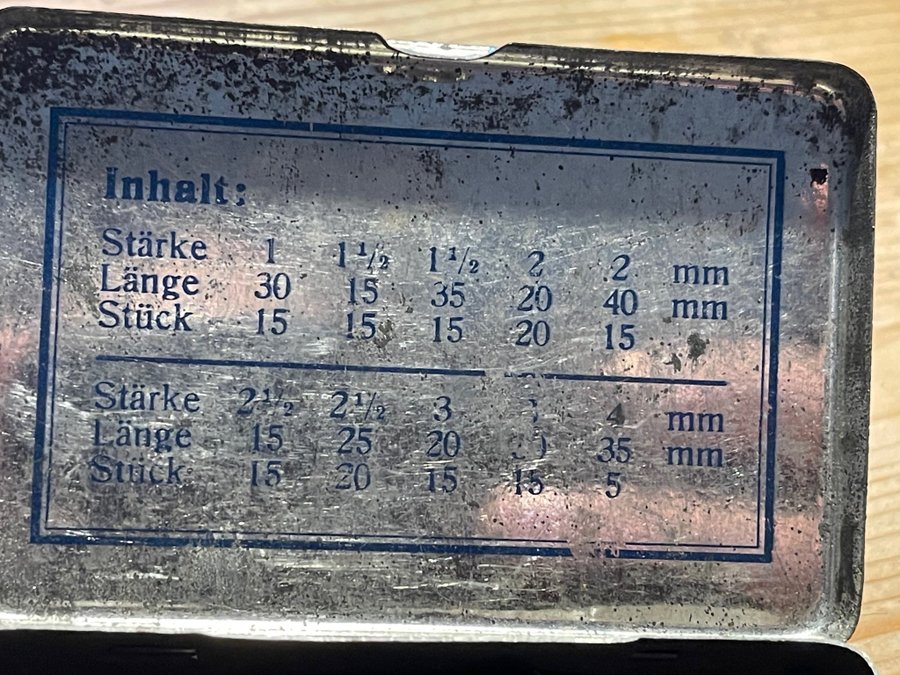 Inhalt:
Stärke 1 1½ 1½ 2 2 mm
Länge 30 15 35 20 40 mm
Stück 15 15 15 20 15
Stärke 2½ 2½ 3 4 mm
Länge 15 25 20 35 mm
Stück 15 20 15 15 5